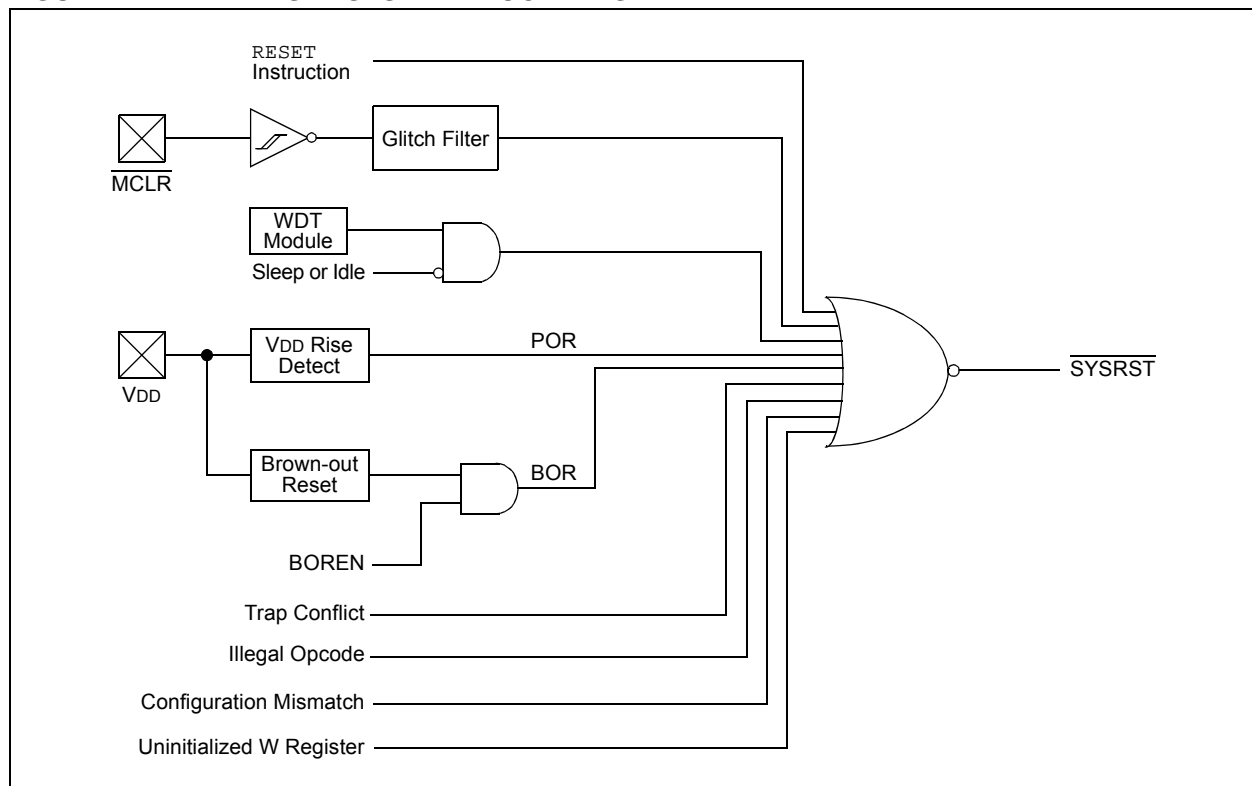 RESET
Instruction
Glitch Filter
MCLR
WDT
Module
Sleep or Idle
VDD Rise
Detect
POR
VDD
SYSRST
Brown-out
Reset
BOR
BOREN
Trap Conflict
Illegal Opcode
Configuration Mismatch
Uninitialized W Register